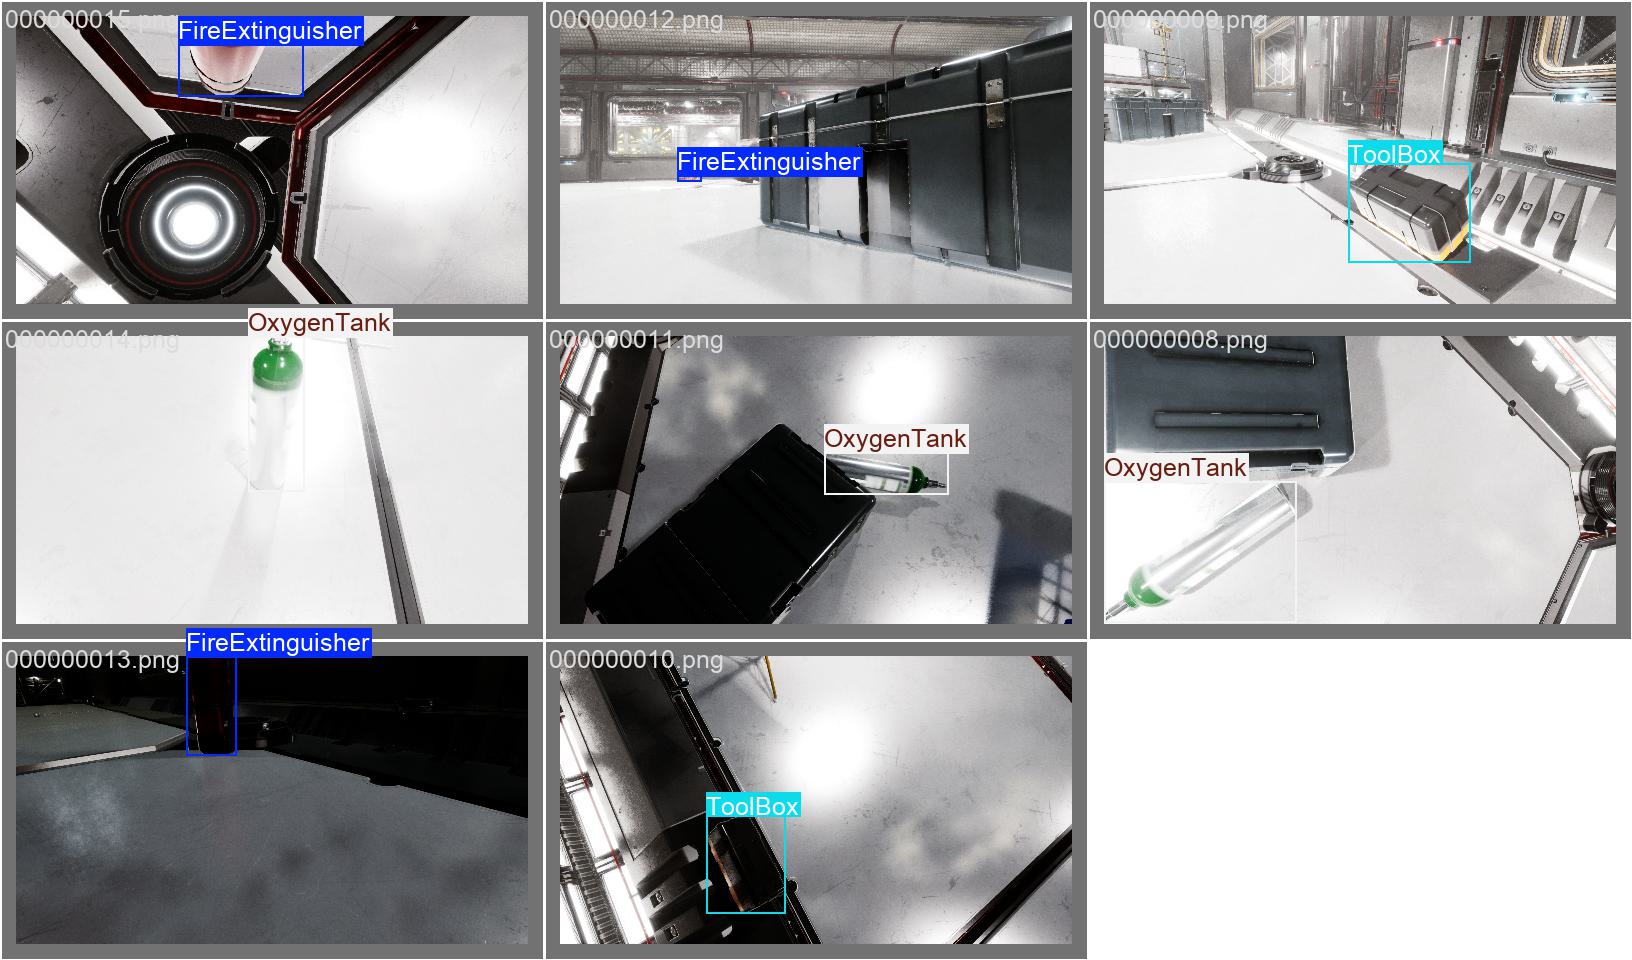 000000015.png
FireExtinguisher
000000012.png
FireExtinguisher
000000009.png
ToolBox
000000014.png
OxygenTank
000000011.png
OxygenTank
000000008.png
OxygenTank
000000013.png
FireExtinguisher
000000010.png
ToolBox